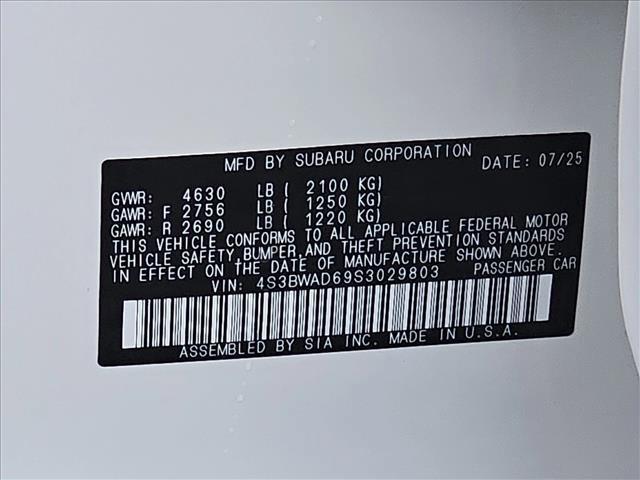 MFD BY SUBARU CORPORATION DATE: 07/25
GVWR: 4630 LB ( 2100 KG)
GAWR: F 2756 LB ( 1250 KG)
GAWR: R 2690 LB ( 1220 KG)
THIS VEHICLE CONFORMS TO ALL APPLICABLE FEDERAL MOTOR
VEHICLE SAFETY, BUMPER, AND THEFT PREVENTION STANDARDS
IN EFFECT ON THE DATE OF MANUFACTURE SHOWN ABOVE.
VIN: 4S3BWAD69S3029803 PASSENGER CAR
ASSEMBLED BY SIA INC. MADE IN U.S.A.